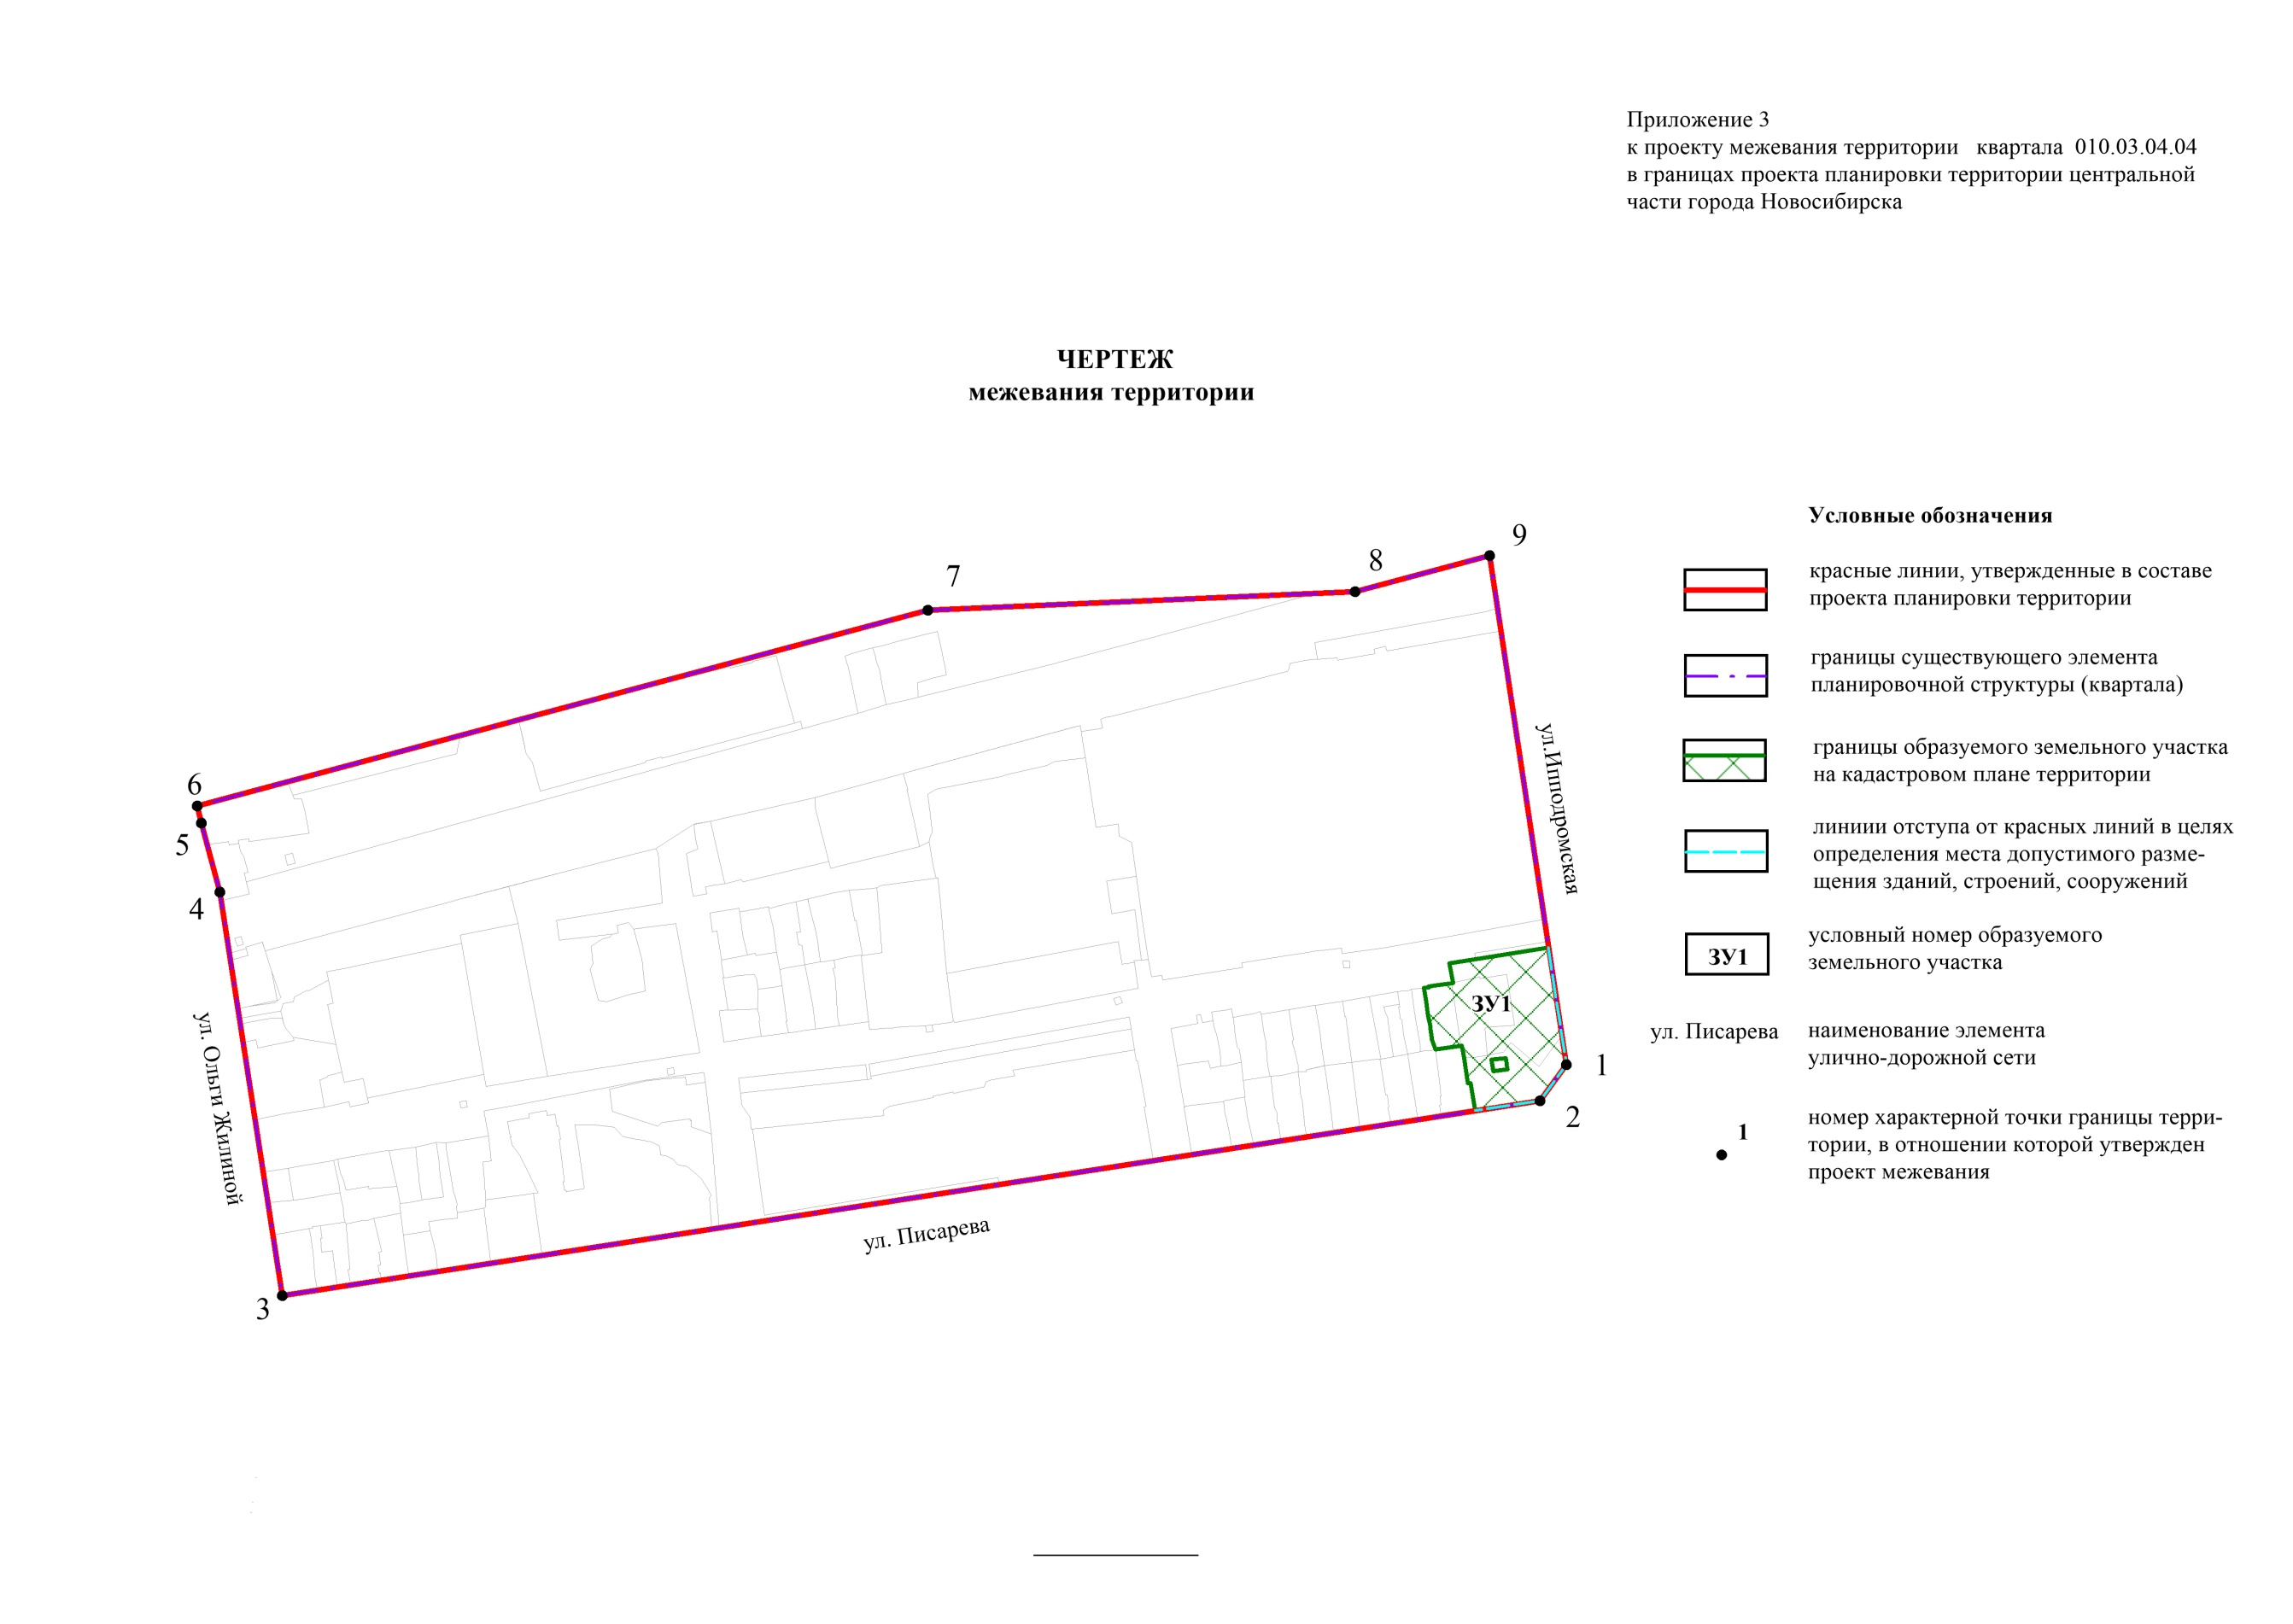 Приложение 3
к проекту межевания территории квартала 010.03.04.04
в границах проекта планировки территории центральной
части города Новосибирска
ЧЕРТЕЖ
межевания территории
9
8
7
6
5
4
3
2
1
ул.Ипподромская
ул. Ольги Жилиной
ул. Писарева
ЗУ1
Условные обозначения
красные линии, утвержденные в составе
проекта планировки территории
границы существующего элемента
планировочной структуры (квартала)
границы образуемого земельного участка
на кадастровом плане территории
линиии отступа от красных линий в целях
определения места допустимого разме-
щения зданий, строений, сооружений
ЗУ1
условный номер образуемого
земельного участка
ул. Писарева
наименование элемента
улично-дорожной сети
1
номер характерной точки границы терри-
тории, в отношении которой утвержден
проект межевания